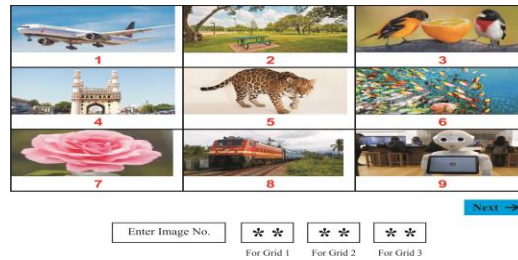 1 2 3
4 5 6
7 8 9
Next →
Enter Image No. ** ** **
For Grid 1 For Grid 2 For Grid 3